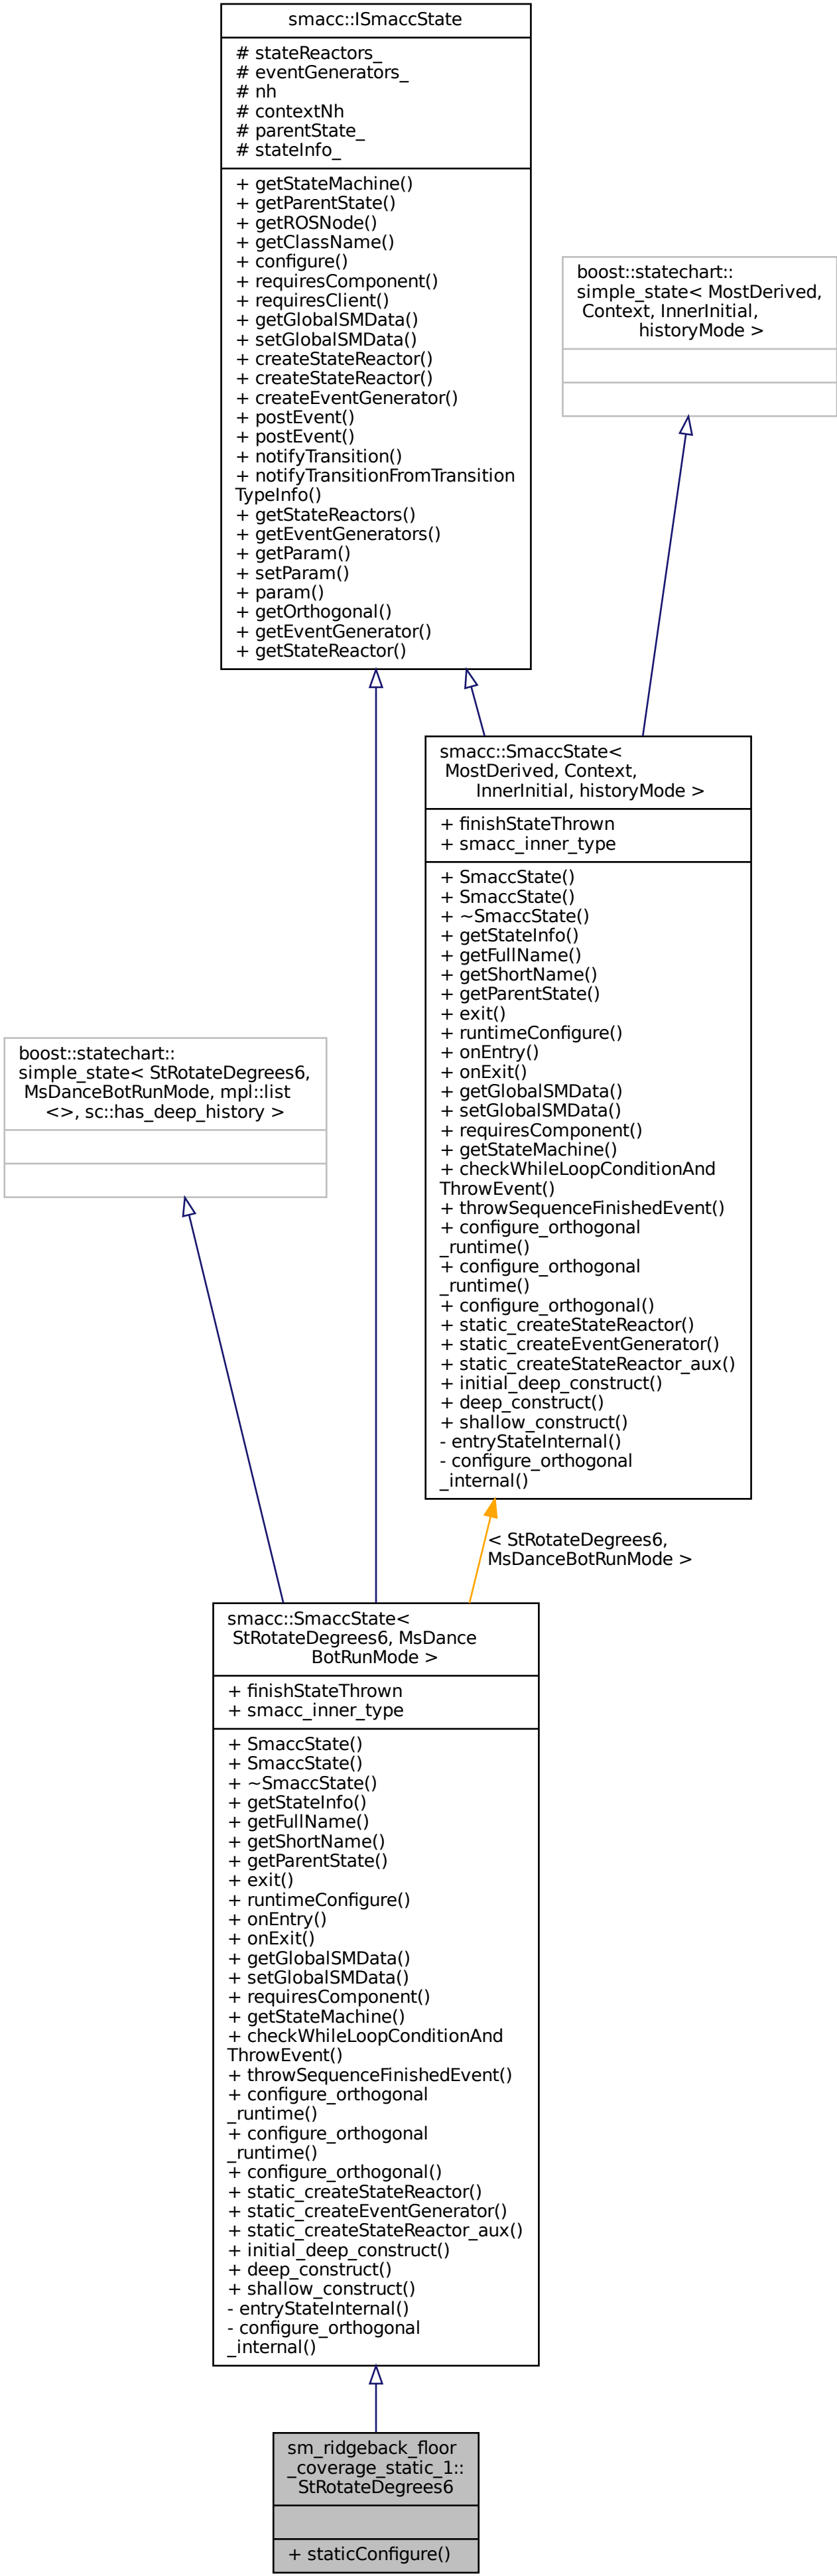 smacc::ISmaccState
# stateReactors_
# eventGenerators_
# nh
# contextNh
# parentState_
# stateInfo_
+ getStateMachine()
+ getParentState()
+ getROSNode()
+ getClassName()
+ configure()
+ requiresComponent()
+ requiresClient()
+ getGlobalSMData()
+ setGlobalSMData()
+ createStateReactor()
+ createStateReactor()
+ createEventGenerator()
+ postEvent()
+ postEvent()
+ notifyTransition()
+ notifyTransitionFromTransition
TypeInfo()
+ getStateReactors()
+ getEventGenerators()
+ getParam()
+ setParam()
+ param()
+ getOrthogonal()
+ getEventGenerator()
+ getStateReactor()
boost::statechart::
simple_state< MostDerived,
Context, InnerInitial,
historyMode >
smacc::SmaccState<
MostDerived, Context,
InnerInitial, historyMode >
+ finishStateThrown
+ smacc_inner_type
+ SmaccState()
+ SmaccState()
+ ~SmaccState()
+ getStateInfo()
+ getFullName()
+ getShortName()
+ getParentState()
+ exit()
+ runtimeConfigure()
+ onEntry()
+ onExit()
+ getGlobalSMData()
+ setGlobalSMData()
+ requiresComponent()
+ getStateMachine()
+ checkWhileLoopConditionAnd
ThrowEvent()
+ throwSequenceFinishedEvent()
+ configure_orthogonal
_runtime()
+ configure_orthogonal
_runtime()
+ configure_orthogonal()
+ static_createStateReactor()
+ static_createEventGenerator()
+ static_createStateReactor_aux()
+ initial_deep_construct()
+ deep_construct()
+ shallow_construct()
- entryStateInternal()
- configure_orthogonal
_internal()
boost::statechart::
simple_state< StRotateDegrees6,
MsDanceBotRunMode, mpl::list
<>, sc::has_deep_history >
< StRotateDegrees6,
MsDanceBotRunMode >
smacc::SmaccState<
StRotateDegrees6, MsDance
BotRunMode >
+ finishStateThrown
+ smacc_inner_type
+ SmaccState()
+ SmaccState()
+ ~SmaccState()
+ getStateInfo()
+ getFullName()
+ getShortName()
+ getParentState()
+ exit()
+ runtimeConfigure()
+ onEntry()
+ onExit()
+ getGlobalSMData()
+ setGlobalSMData()
+ requiresComponent()
+ getStateMachine()
+ checkWhileLoopConditionAnd
ThrowEvent()
+ throwSequenceFinishedEvent()
+ configure_orthogonal
_runtime()
+ configure_orthogonal
_runtime()
+ configure_orthogonal()
+ static_createStateReactor()
+ static_createEventGenerator()
+ static_createStateReactor_aux()
+ initial_deep_construct()
+ deep_construct()
+ shallow_construct()
- entryStateInternal()
- configure_orthogonal
_internal()
sm_ridgeback_floor
_coverage_static_1::
StRotateDegrees6
+ staticConfigure()